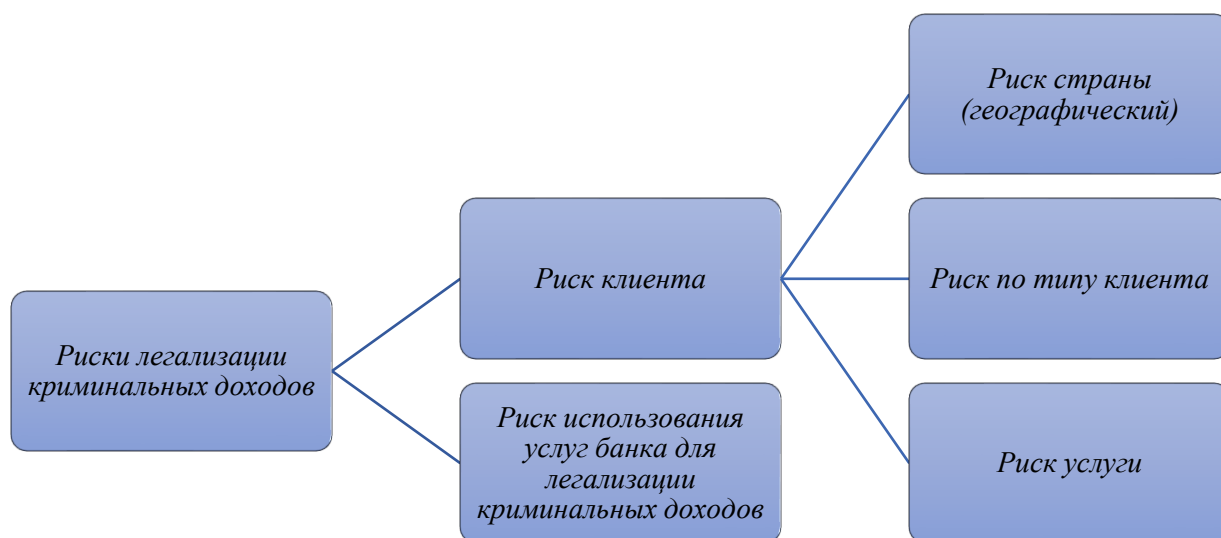 Риски легализации
криминальных доходов
Риск клиента
Риск использования
услуг банка для
легализации
криминальных доходов
Риск страны
(географический)
Риск по типу клиента
Риск услуги